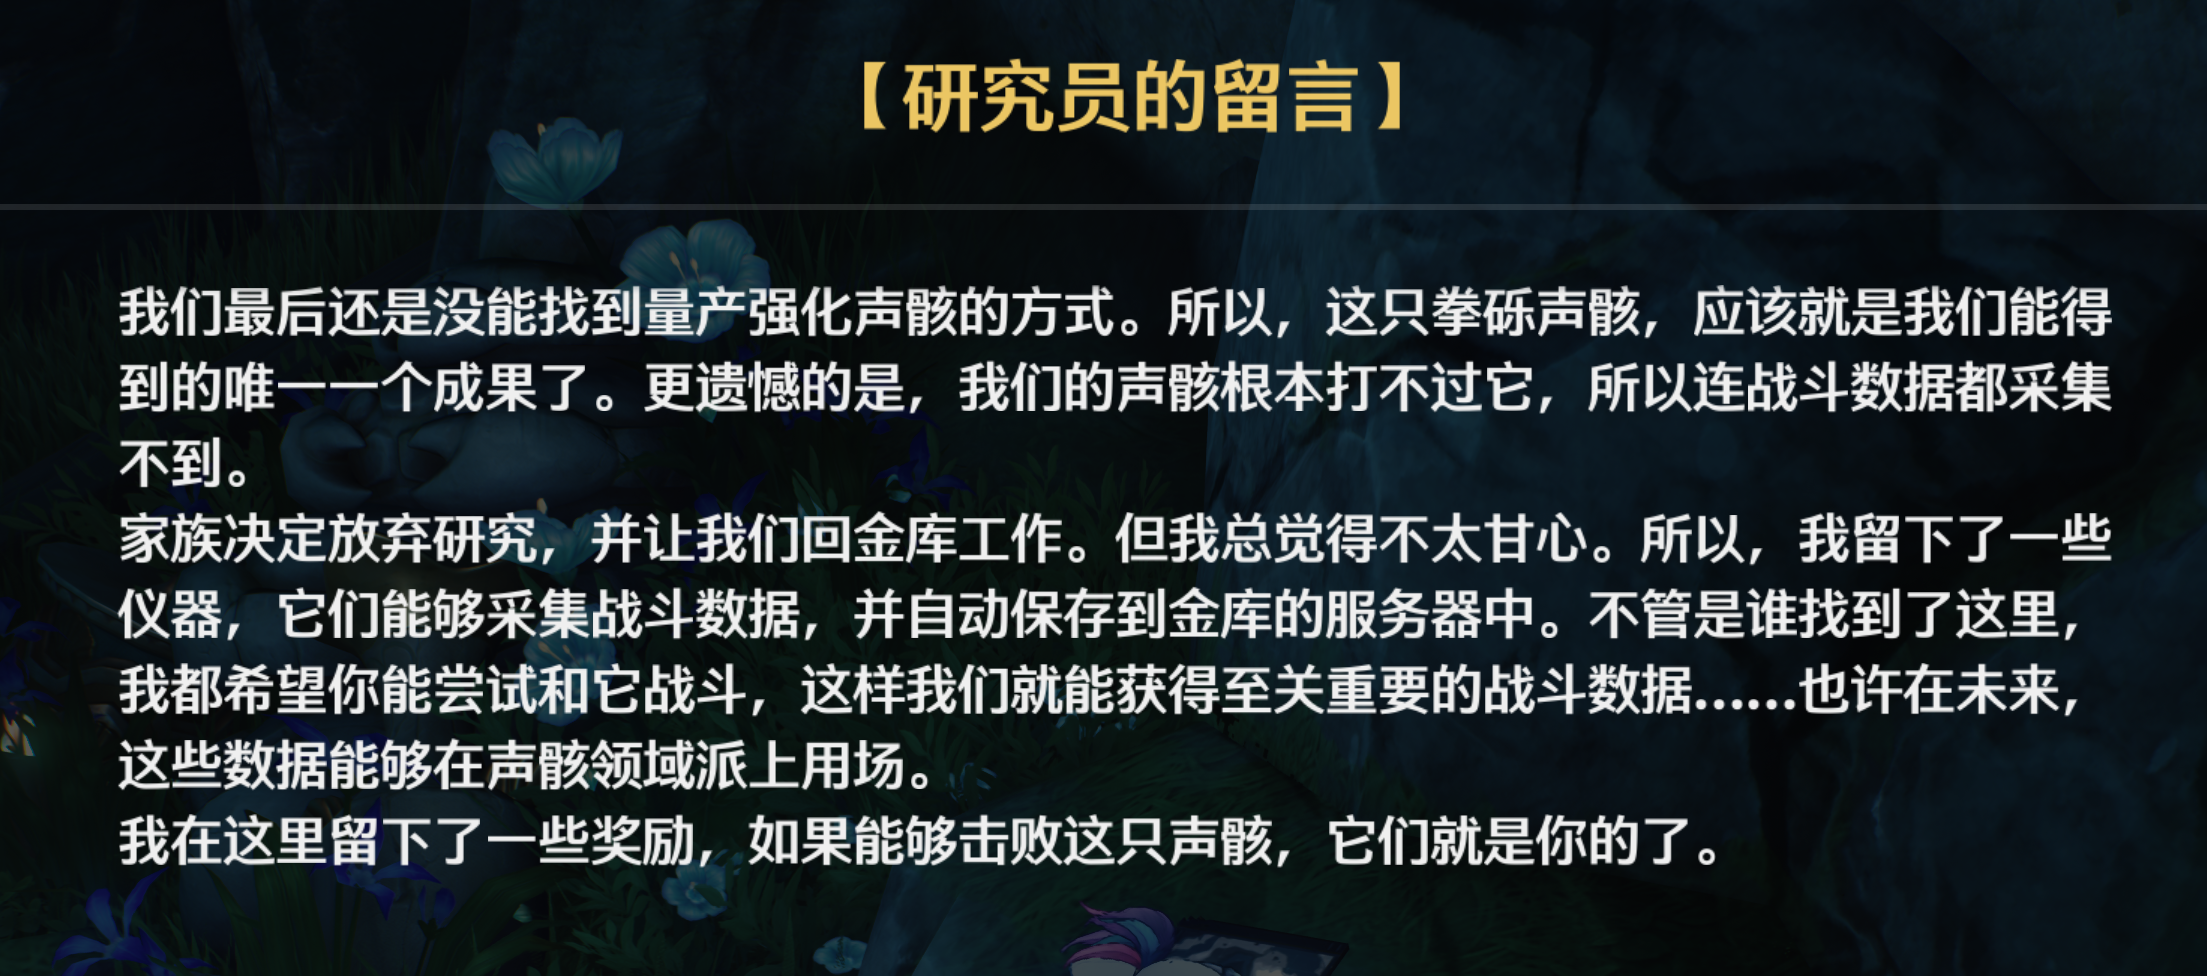 【研究员的留言】
我们最后还是没能找到量产强化声骸的方式。所以，这只拳砾声骸，应该就是我们能得
到的唯一一个成果了。更遗憾的是，我们的声骸根本打不过它，所以连战斗数据都采集
不到。
家族决定放弃研究，并让我们回金库工作。但我总觉得不太甘心。所以，我留下了一些
仪器，它们能够采集战斗数据，并自动保存到金库的服务器中。不管是谁找到了这里，
我都希望你能尝试和它战斗，这样我们就能获得至关重要的战斗数据……也许在未来，
这些数据能够在声骸领域派上用场。
我在这里留下了一些奖励，如果能够击败这只声骸，它们就是你的了。